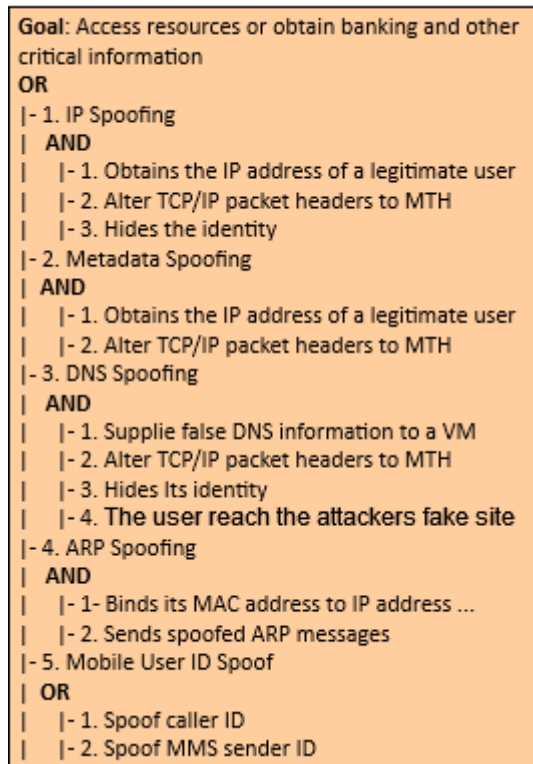 Goal: Access resources or obtain banking and other
critical information
OR
|- 1. IP Spoofing
| AND
| |- 1. Obtains the IP address of a legitimate user
| |- 2. Alter TCP/IP packet headers to MTH
| |- 3. Hides the identity
|- 2. Metadata Spoofing
| AND
| |- 1. Obtains the IP address of a legitimate user
| |- 2. Alter TCP/IP packet headers to MTH
|- 3. DNS Spoofing
| AND
| |- 1. Supplie false DNS information to a VM
| |- 2. Alter TCP/IP packet headers to MTH
| |- 3. Hides Its identity
| |- 4. The user reach the attackers fake site
|- 4. ARP Spoofing
| AND
| |- 1- Binds its MAC address to IP address ...
| |- 2. Sends spoofed ARP messages
|- 5. Mobile User ID Spoof
| OR
| |- 1. Spoof caller ID
| |- 2. Spoof MMS sender ID